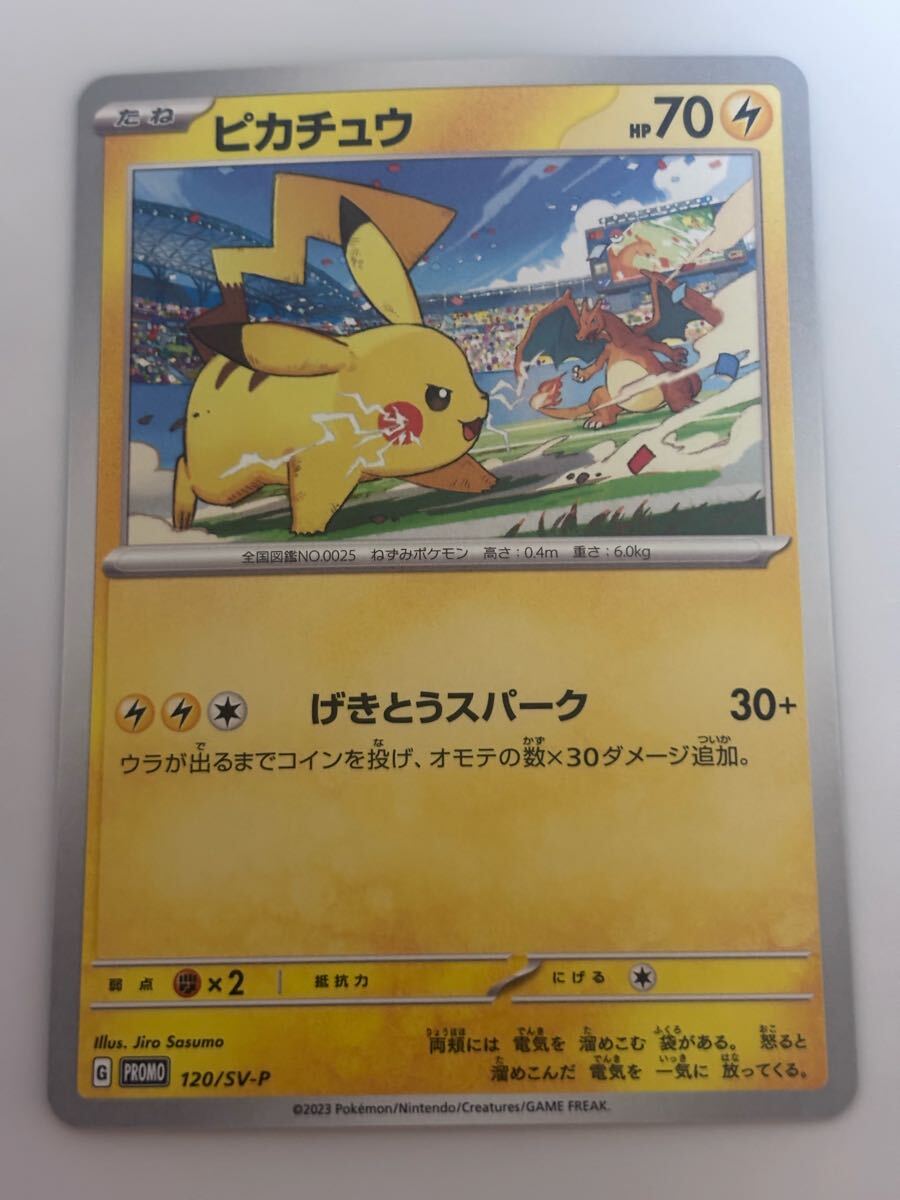 たね ピカチュウ HP 70
全国図鑑NO.0025 ねずみポケモン 高さ:0.4m 重さ:6.0kg
げきとうスパーク 30+
ウラが出るまでコインを投げ、オモテの数×30ダメージ追加。
弱点 ×2 抵抗力 にげる
Illus. Jiro Sasumo
両頬には 電気を 溜めこむ 袋がある。 怒ると
溜めこんだ 電気を 一気に 放ってくる。
G PROMO 120/SV-P
©2023 Pokémon/Nintendo/Creatures/GAME FREAK.